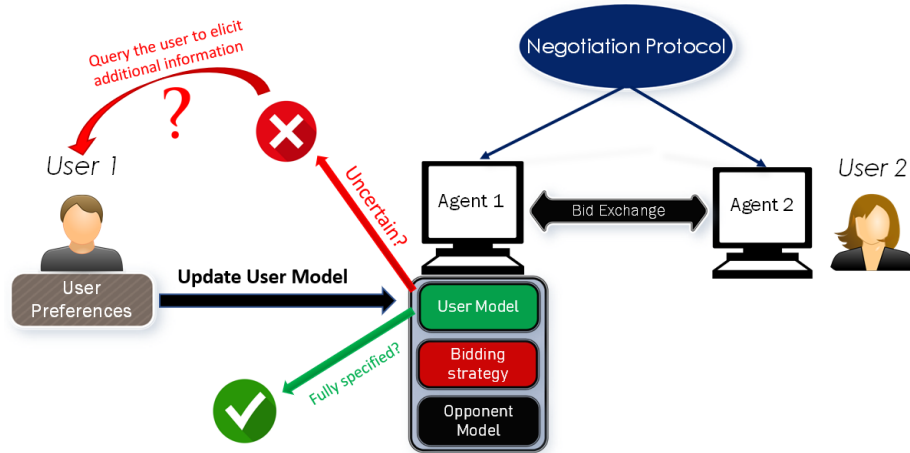 Query the user to elicit
additional information
?
Negotiation Protocol
User 1
User 2
Uncertain?
Agent 1
Bid Exchange
Agent 2
User
Preferences
Update User Model
User Model
Fully specified?
Bidding
strategy
Opponent
Model